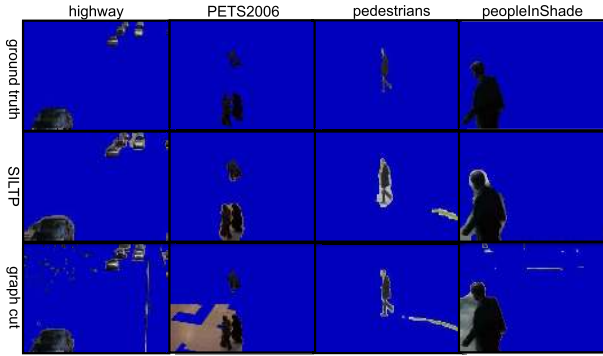 highway PETS2006 pedestrians peopleInShade
ground truth
SILTP
graph cut